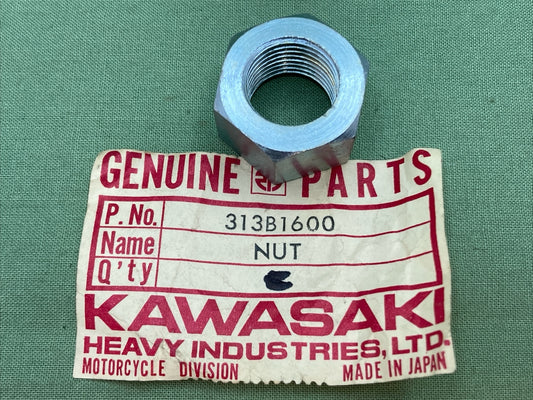 GENUINE PARTS
P. No. 313B1600
Name NUT
Q'ty
KAWASAKI
HEAVY INDUSTRIES, LTD.
MOTORCYCLE DIVISION MADE IN JAPAN